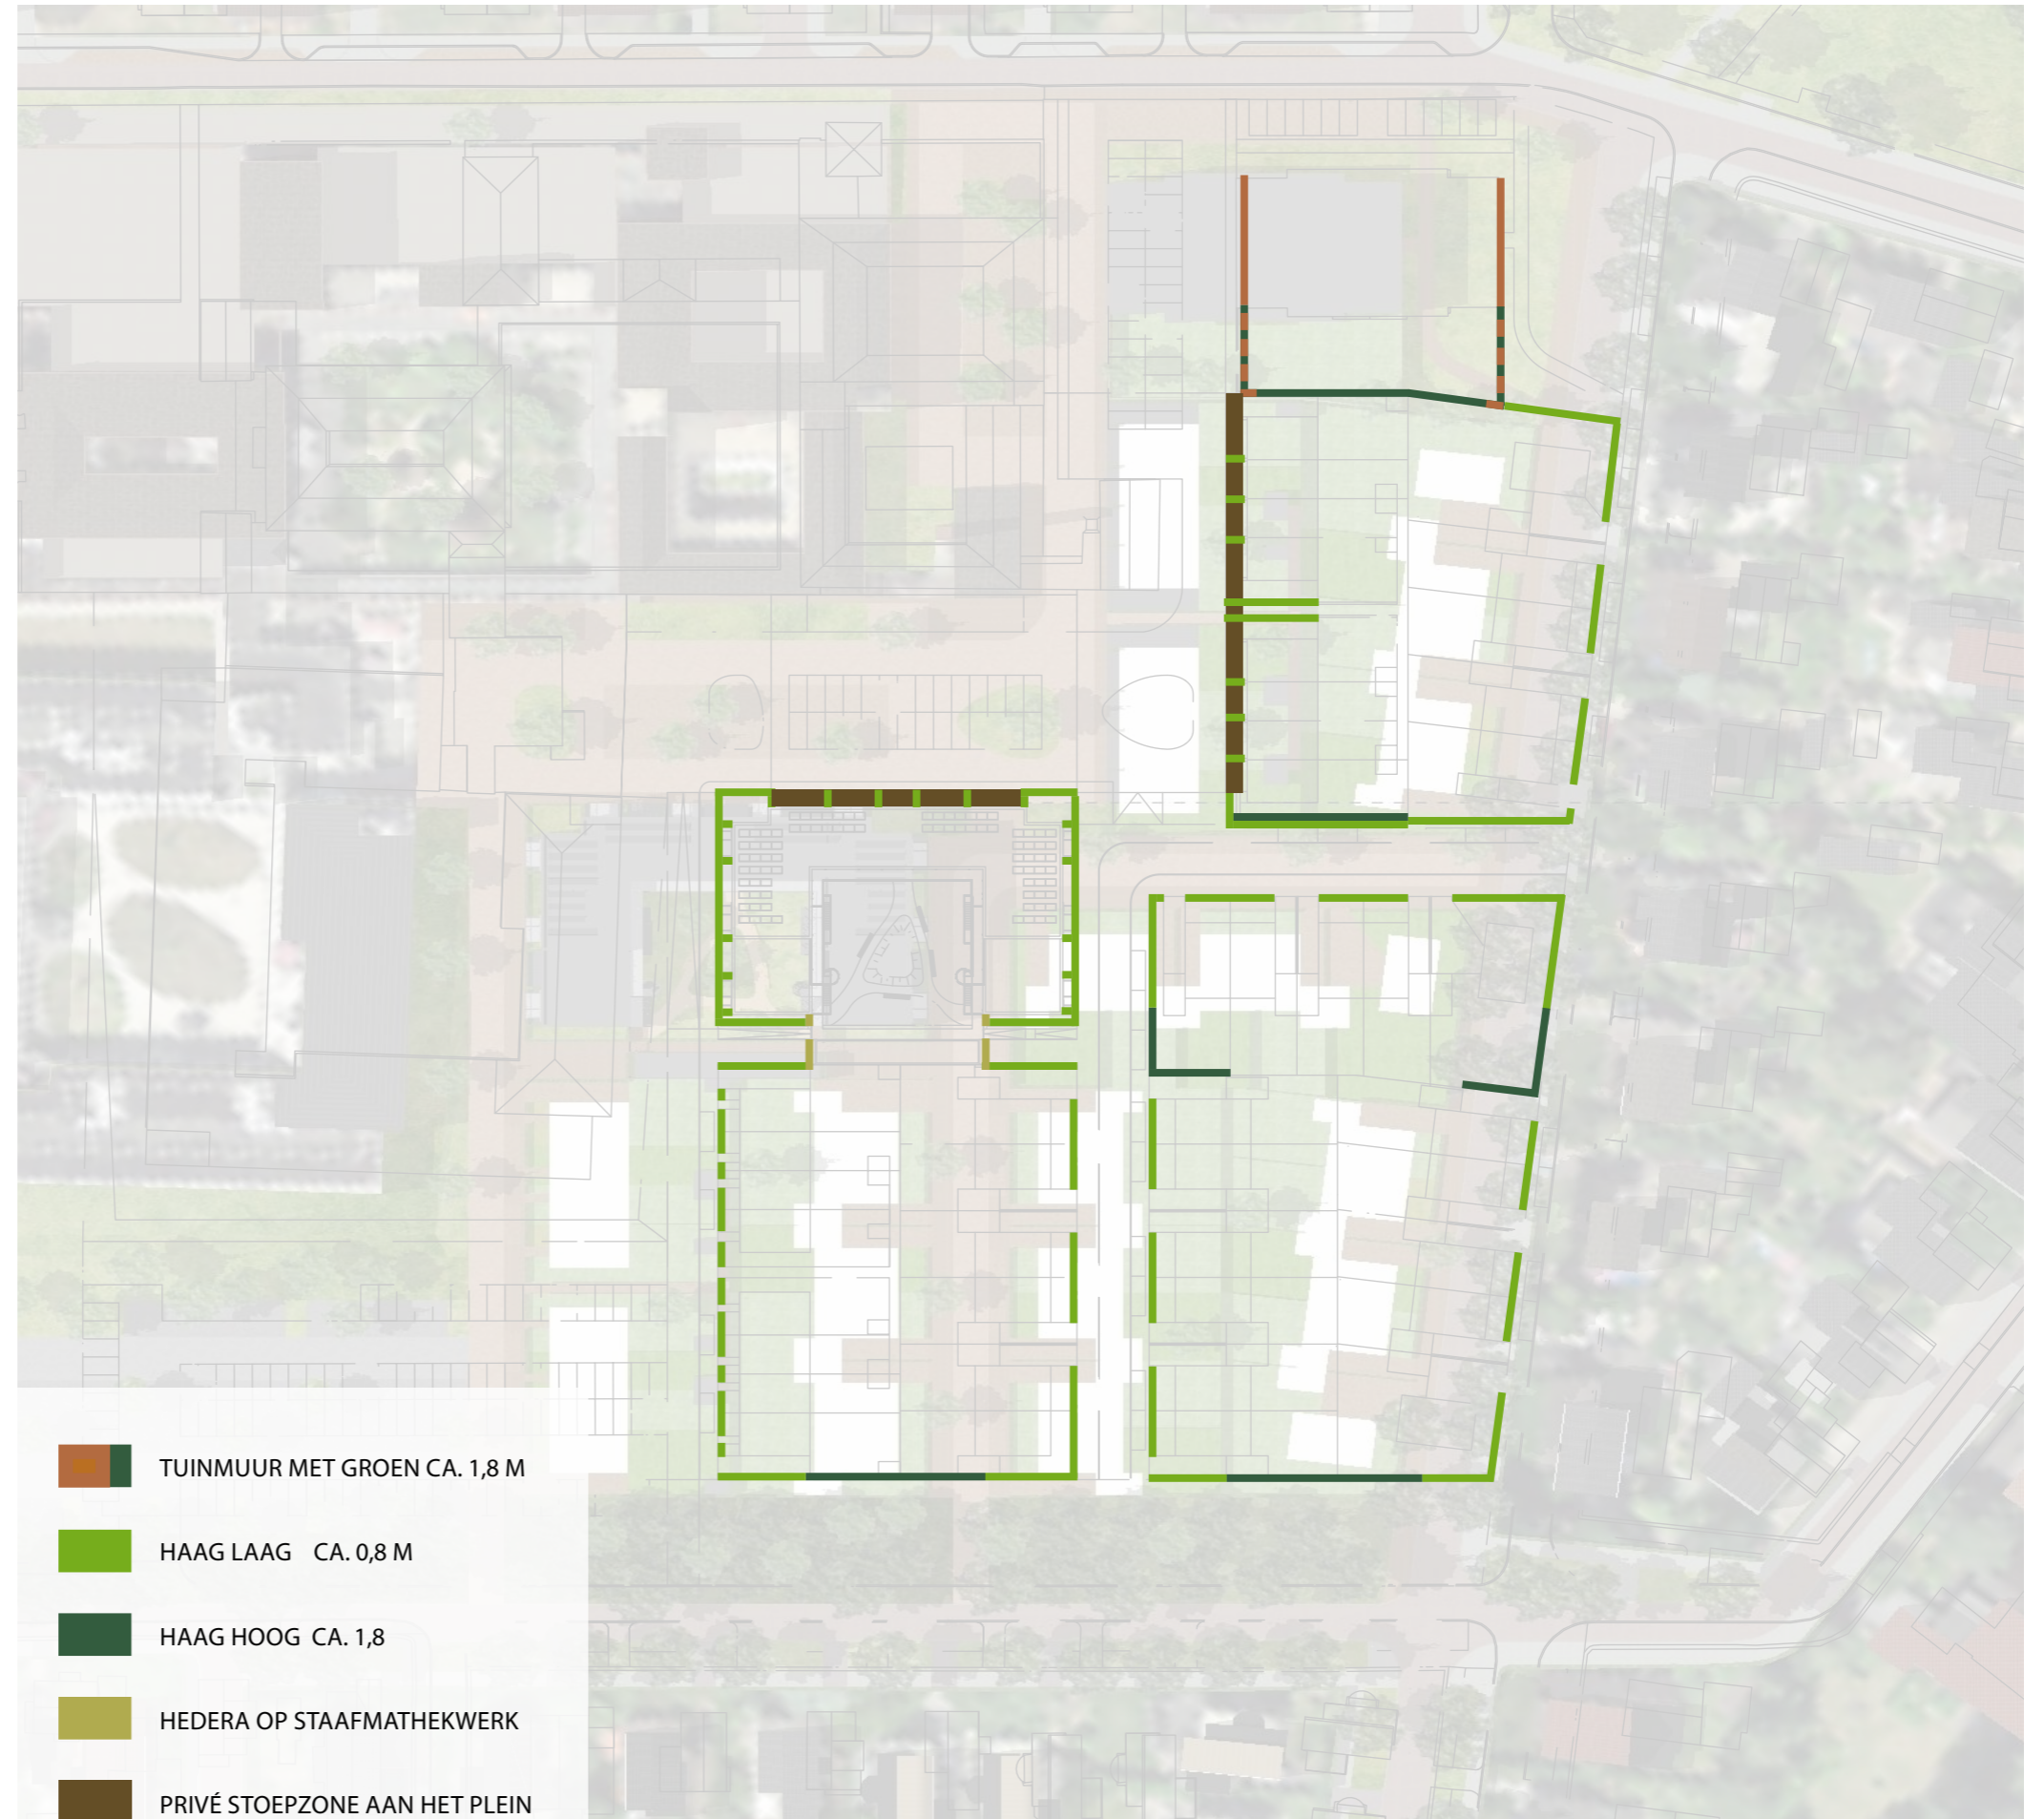 TUINMUUR MET GROEN CA. 1,8 M
HAAG LAAG CA. 0,8 M
HAAG HOOG CA. 1,8
HEDERA OP STAAFMATHEKWERK
PRIVÉ STOEPZONE AAN HET PLEIN